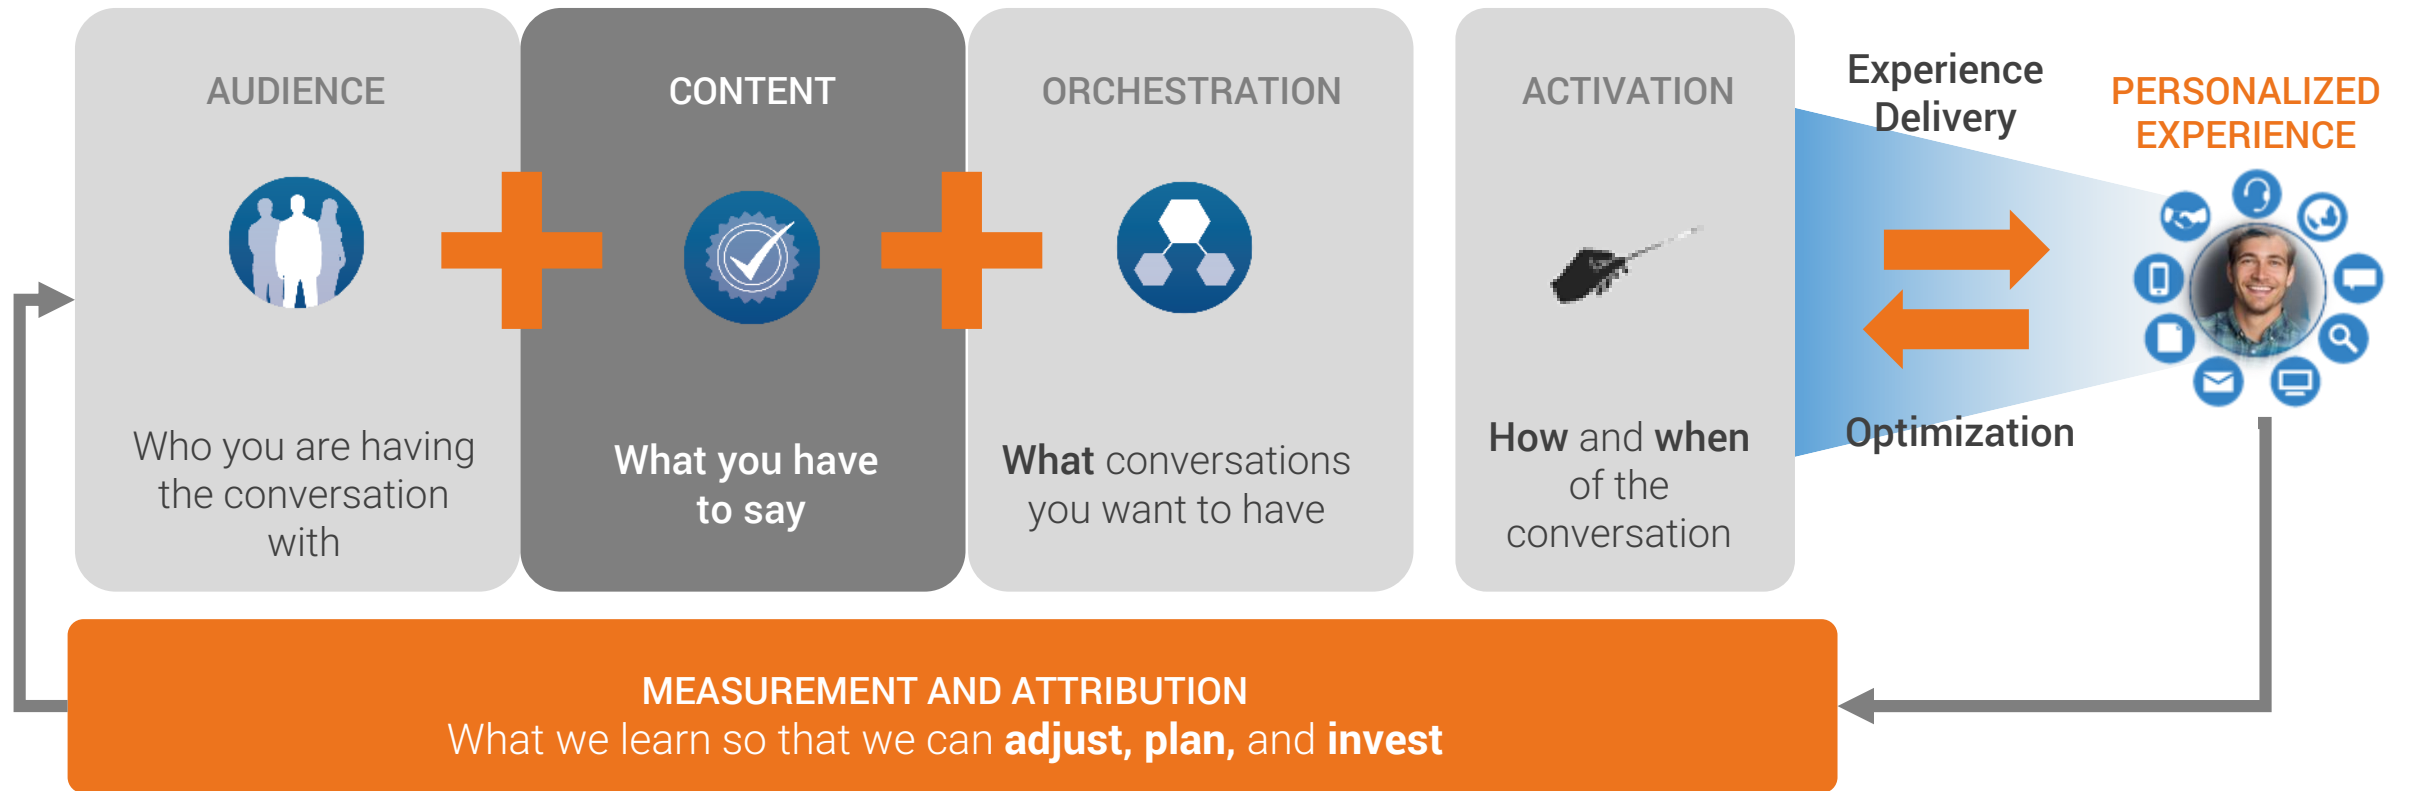 AUDIENCE
Who you are having
the conversation
with
CONTENT
What you have
to say
ORCHESTRATION
What conversations
you want to have
ACTIVATION
How and when
of the
conversation
Experience
Delivery
Optimization
PERSONALIZED
EXPERIENCE
MEASUREMENT AND ATTRIBUTION
What we learn so that we can adjust, plan, and invest